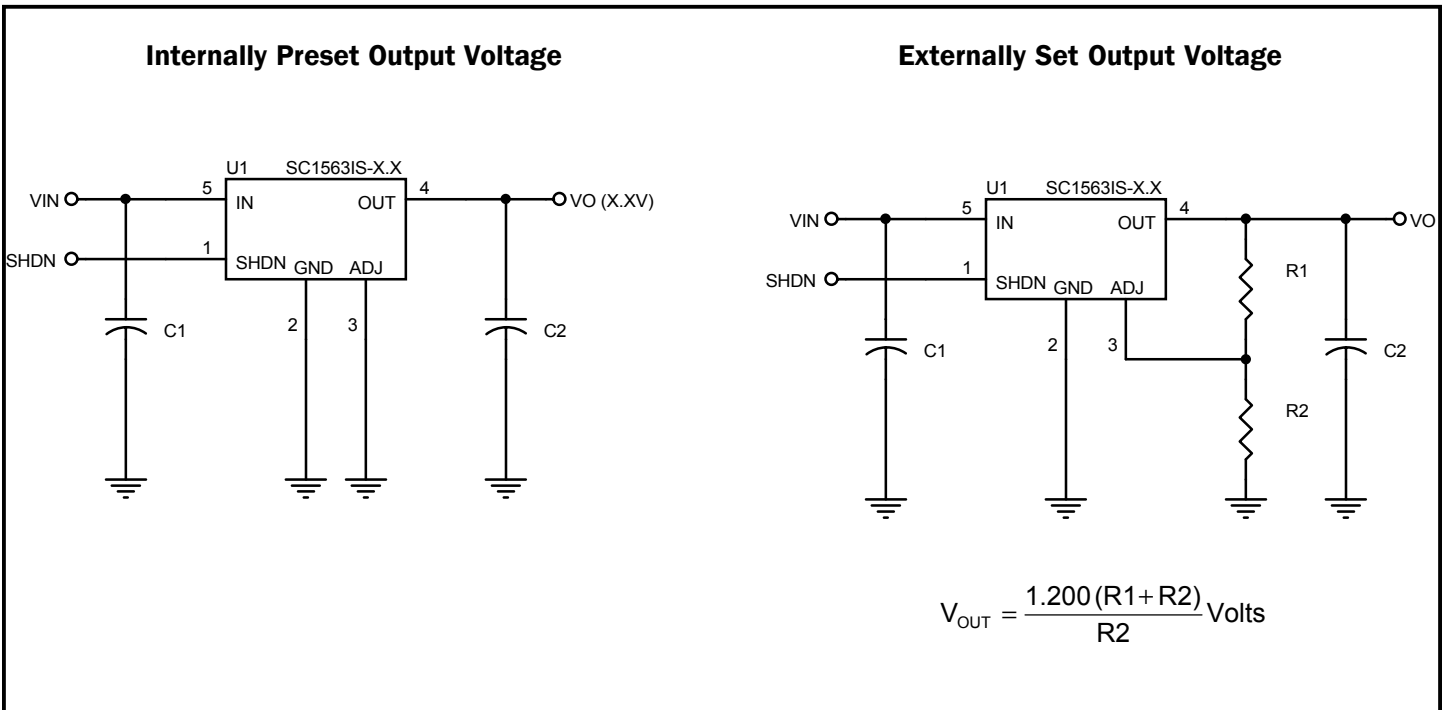 Internally Preset Output Voltage
U1 SC1563IS-X.X
VIN 5 IN OUT 4 VO (X.XV)
SHDN 1 SHDN GND ADJ
C1 2 3 C2
Externally Set Output Voltage
U1 SC1563IS-X.X
VIN 5 IN OUT 4 VO
SHDN 1 SHDN GND ADJ R1
C1 2 3 C2
R2
V_OUT = 1.200 (R1+R2) / R2 Volts